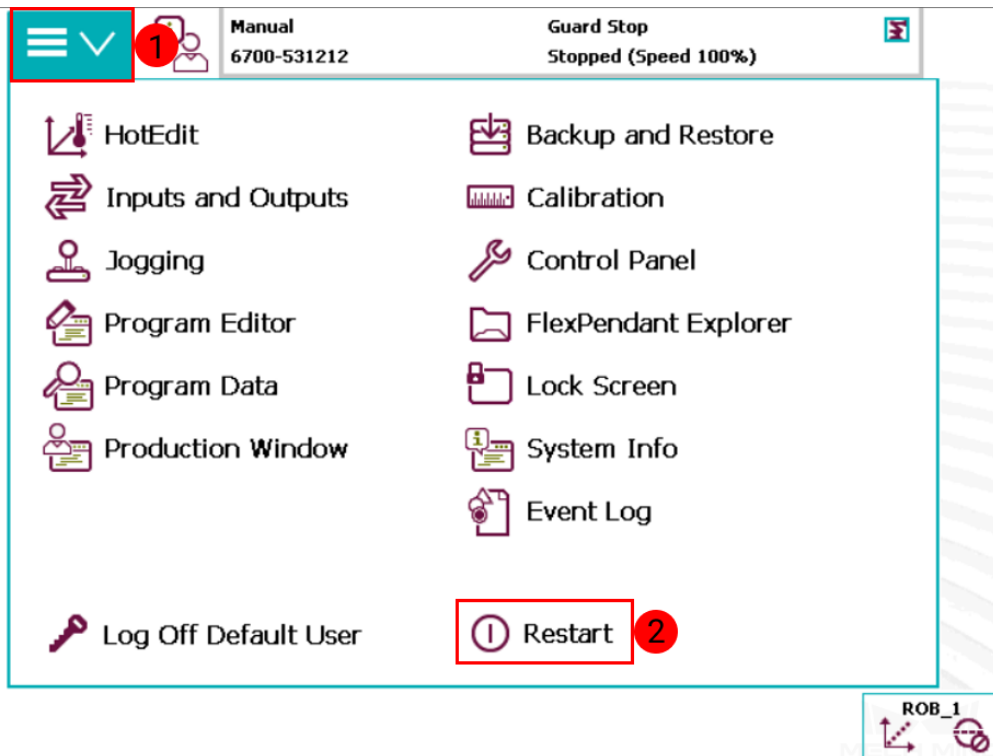 1
Manual
6700-531212
Guard Stop
Stopped (Speed 100%)
HotEdit
Inputs and Outputs
Jogging
Program Editor
Program Data
Production Window
Backup and Restore
Calibration
Control Panel
FlexPendant Explorer
Lock Screen
System Info
Event Log
Log Off Default User
Restart
2
ROB_1